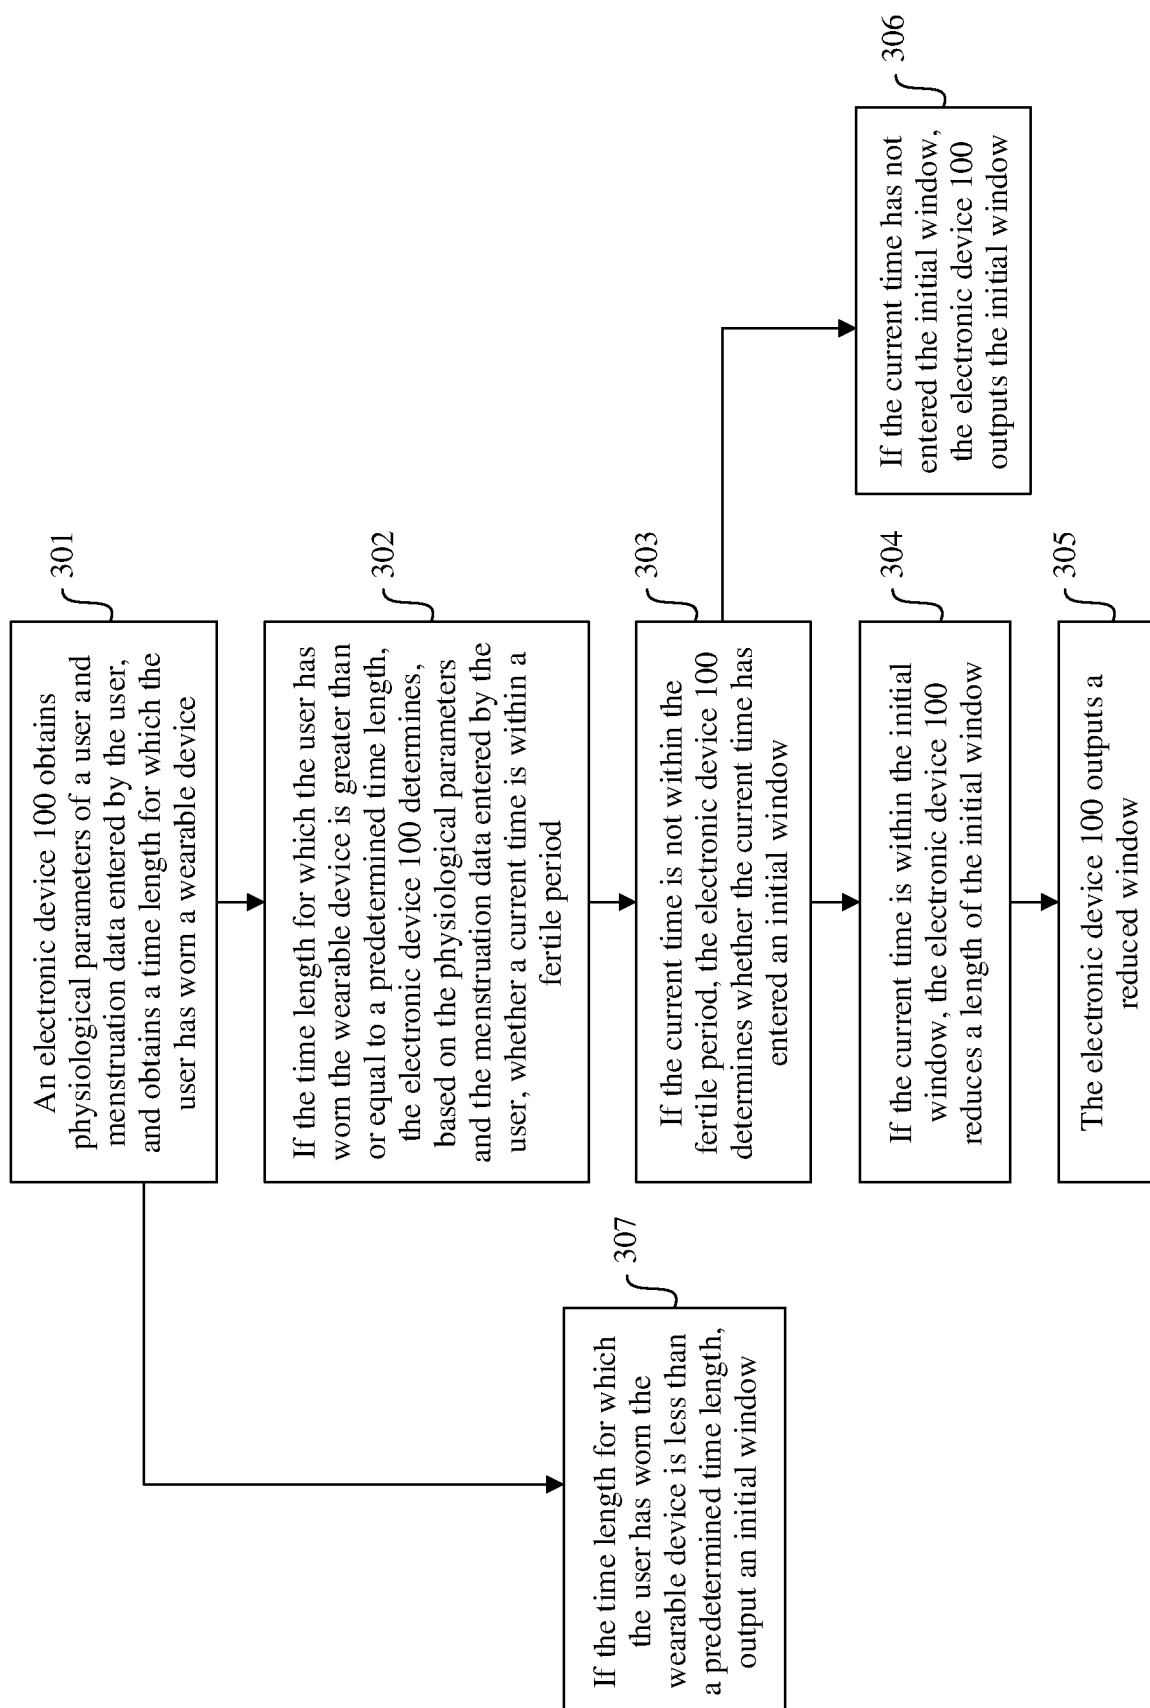 301
An electronic device 100 obtains
physiological parameters of a user and
menstruation data entered by the user,
and obtains a time length for which the
user has worn a wearable device
302
If the time length for which the user has
worn the wearable device is greater than
or equal to a predetermined time length,
the electronic device 100 determines,
based on the physiological parameters
and the menstruation data entered by the
user, whether a current time is within a
fertile period
303
If the current time is not within the
fertile period, the electronic device 100
determines whether the current time has
entered an initial window
304
If the current time is within the initial
window, the electronic device 100
reduces a length of the initial window
305
The electronic device 100 outputs a
reduced window
306
If the current time has not
entered the initial window,
the electronic device 100
outputs the initial window
307
If the time length for which
the user has worn the
wearable device is less than
a predetermined time length,
output an initial window